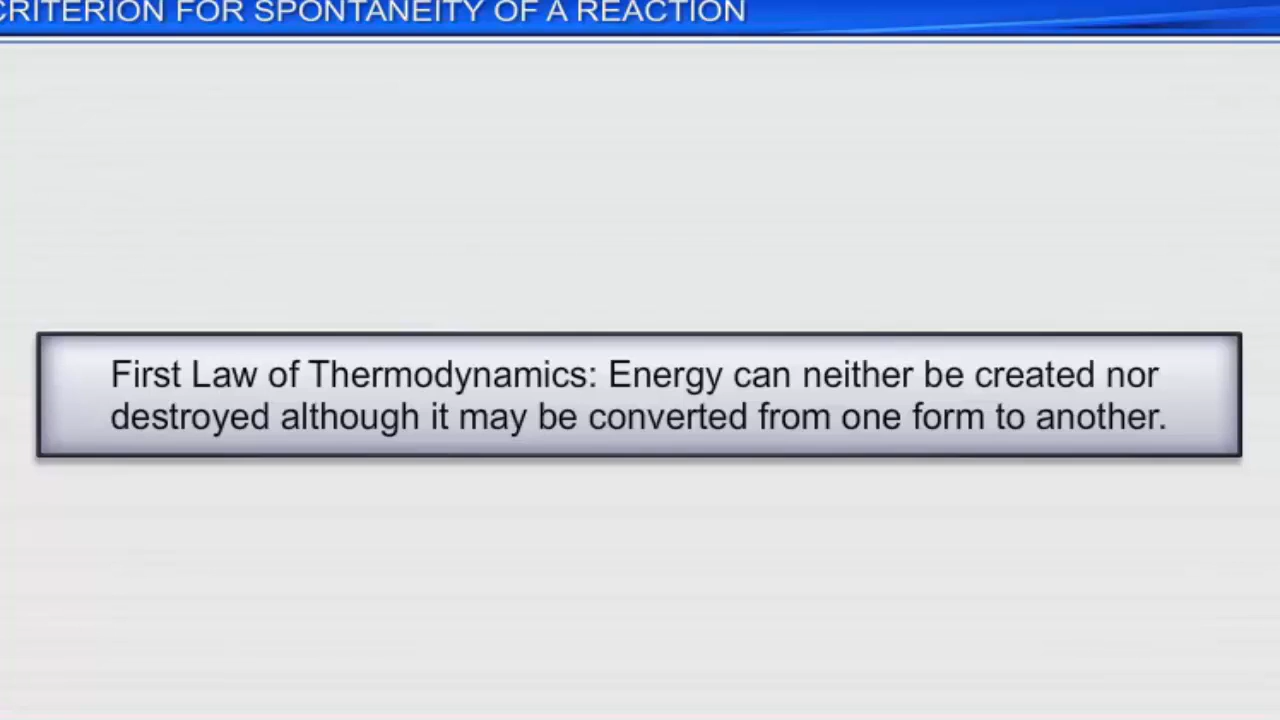 CRITERION FOR SPONTANEITY OF A REACTION
First Law of Thermodynamics: Energy can neither be created nor
destroyed although it may be converted from one form to another.